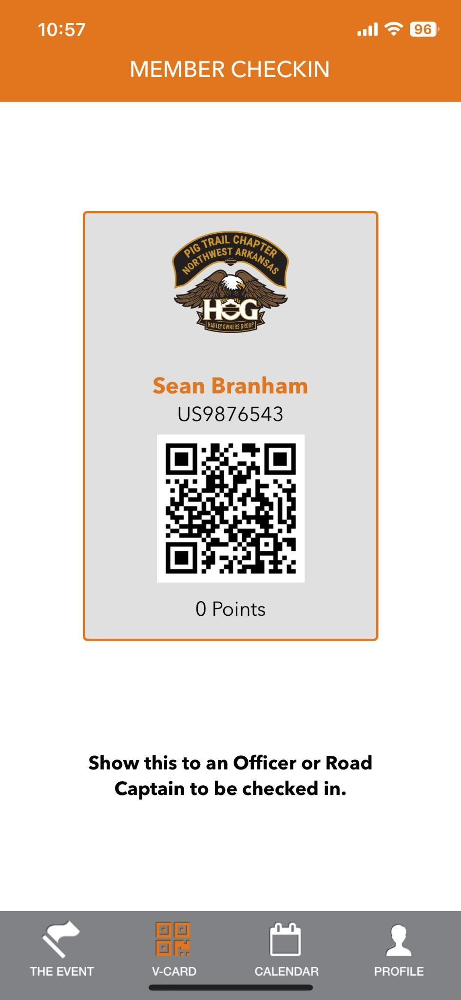 10:57
96
MEMBER CHECKIN
PIG TRAIL CHAPTER
NORTHWEST ARKANSAS
HOG
HARLEY OWNERS GROUP
Sean Branham
US9876543
0 Points
Show this to an Officer or Road
Captain to be checked in.
THE EVENT
V-CARD
CALENDAR
PROFILE